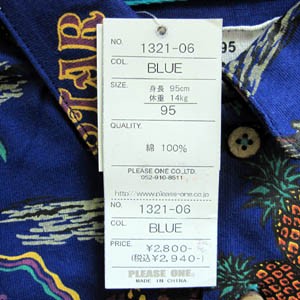 STAR
95
NO. 1321-06
COL. BLUE
SIZE. 身長 95cm
体重 14kg
95
QUALITY.
綿 100%
PLEASE ONE CO.,LTD.
052-910-8511
http://www.please-one.co.jp
NO. 1321-06
COL. BLUE
PRICE. ¥2,800-
(税込¥2,940-)
PLEASE ONE.
MADE IN CHINA